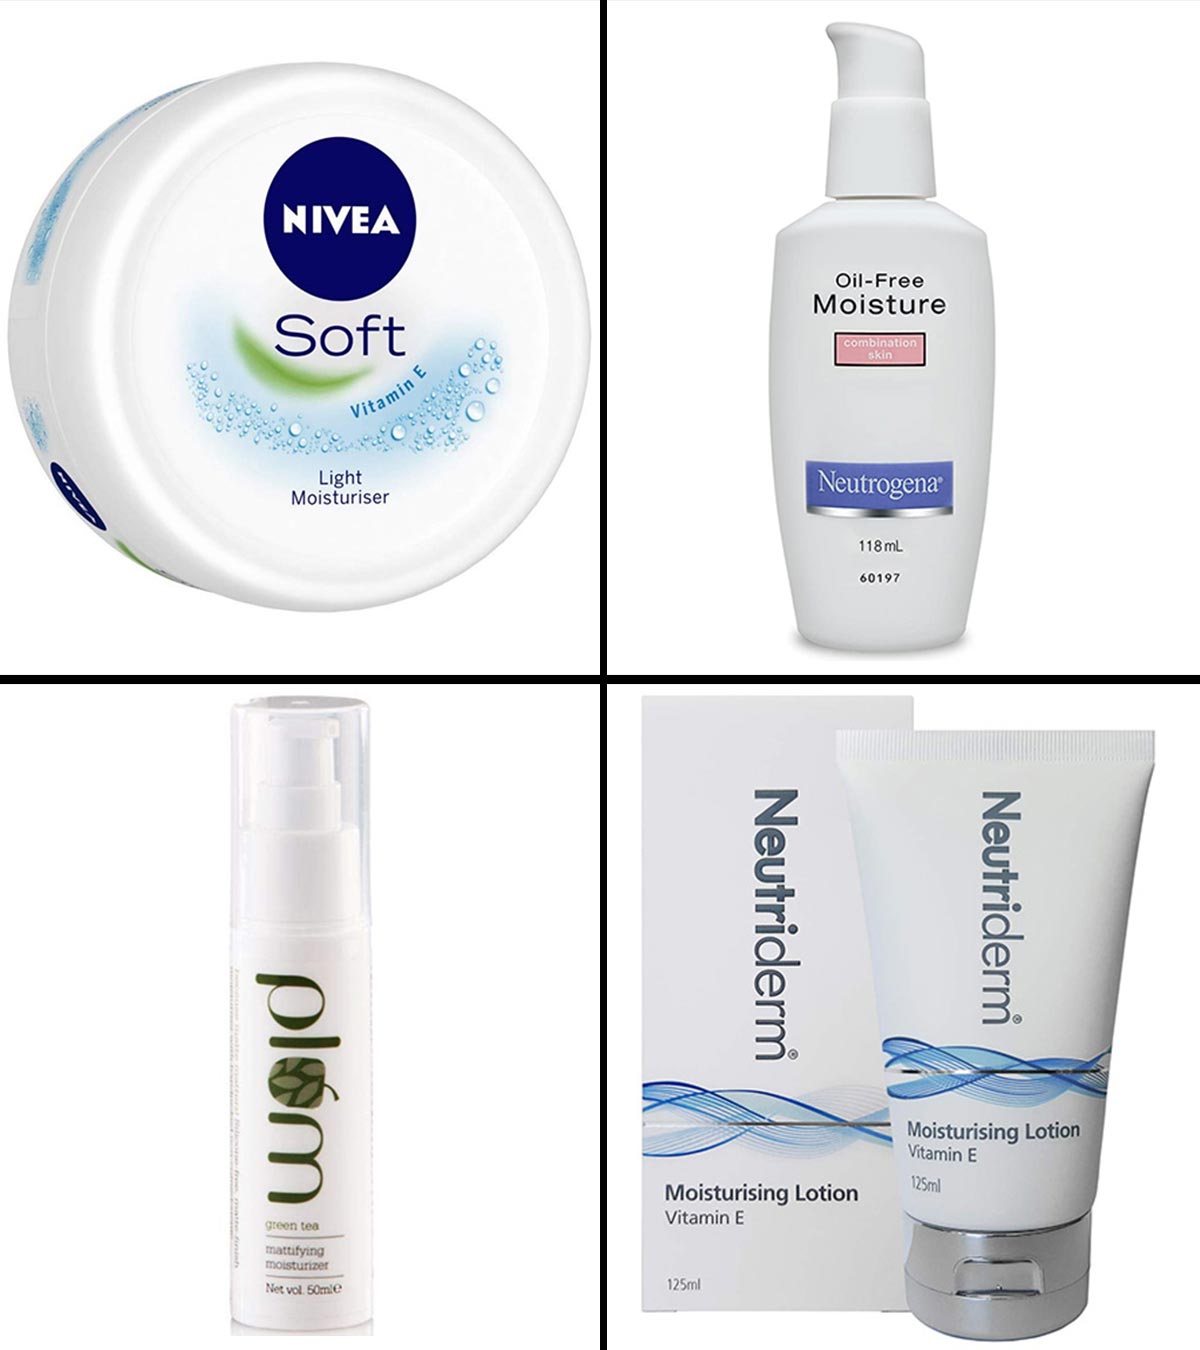 NIVEA
Soft
Vitamin E
Light
Moisturiser
NIVEA
Oil-Free
Moisture
combination
skin
Neutrogena®
118 mL
60197
plum
green tea
mattifying
moisturizer
Net vol. 50ml e
Neutriderm®
Moisturising Lotion
Vitamin E
125ml
Neutriderm®
Moisturising Lotion
Vitamin E
125ml